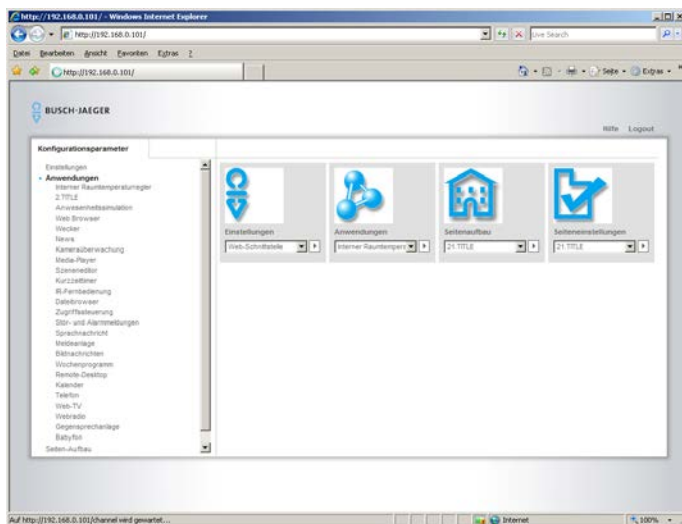 http://192.168.0.101/ - Windows Internet Explorer
http://192.168.0.101/
Live Search
Datei Bearbeiten Ansicht Favoriten Extras ?
http://192.168.0.101/
Seite Extras
BUSCH-JAEGER
Hilfe Logout
Konfigurationsparameter
Einstellungen
Anwendungen
Interner Raumtemperaturregler
2.TITLE
Anwesenheitssimulation
Web Browser
Wecker
News
Kameraüberwachung
Media-Player
Szeneneditor
Kurzzeittimer
IR-Fernbedienung
Dateibrowser
Zugriffssteuerung
Stör- und Alarmmeldungen
Sprachnachricht
Meldeanlage
Bildnachrichten
Wochenprogramm
Remote-Desktop
Kalender
Telefon
Web-TV
Webradio
Gegensprechanlage
Babyfon
Seiten-Aufbau
Einstellungen
Web-Schnittstelle
Anwendungen
Interner Raumtempera
Seitenaufbau
21.TITLE
Seiteneinstellungen
21.TITLE
Auf http://192.168.0.101/channel wird gewartet...
Internet
100%